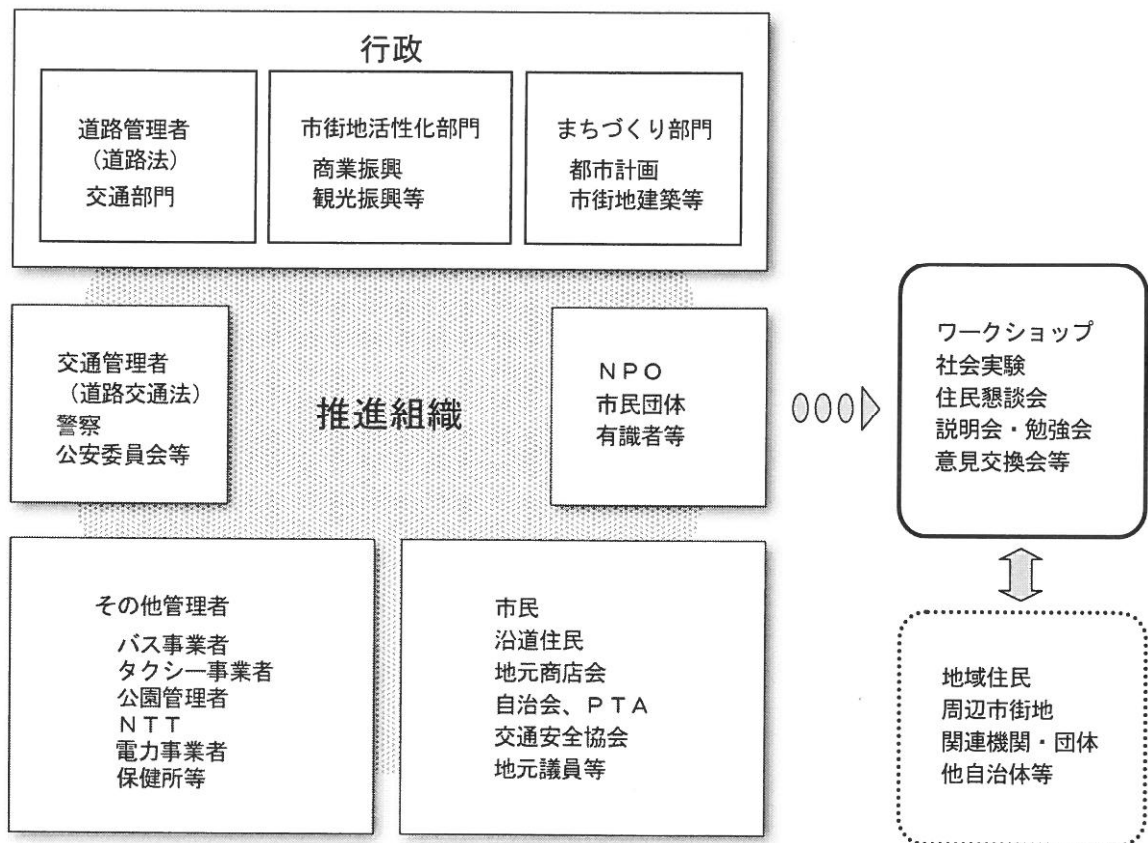 行政
道路管理者
（道路法）
交通部門
市街地活性化部門
商業振興
観光振興等
まちづくり部門
都市計画
市街地建築等
交通管理者
（道路交通法）
警察
公安委員会等
推進組織
ＮＰＯ
市民団体
有識者等
ワークショップ
社会実験
住民懇談会
説明会・勉強会
意見交換会等
その他管理者
バス事業者
タクシー事業者
公園管理者
ＮＴＴ
電力事業者
保健所等
市民
沿道住民
地元商店会
自治会、ＰＴＡ
交通安全協会
地元議員等
地域住民
周辺市街地
関連機関・団体
他自治体等